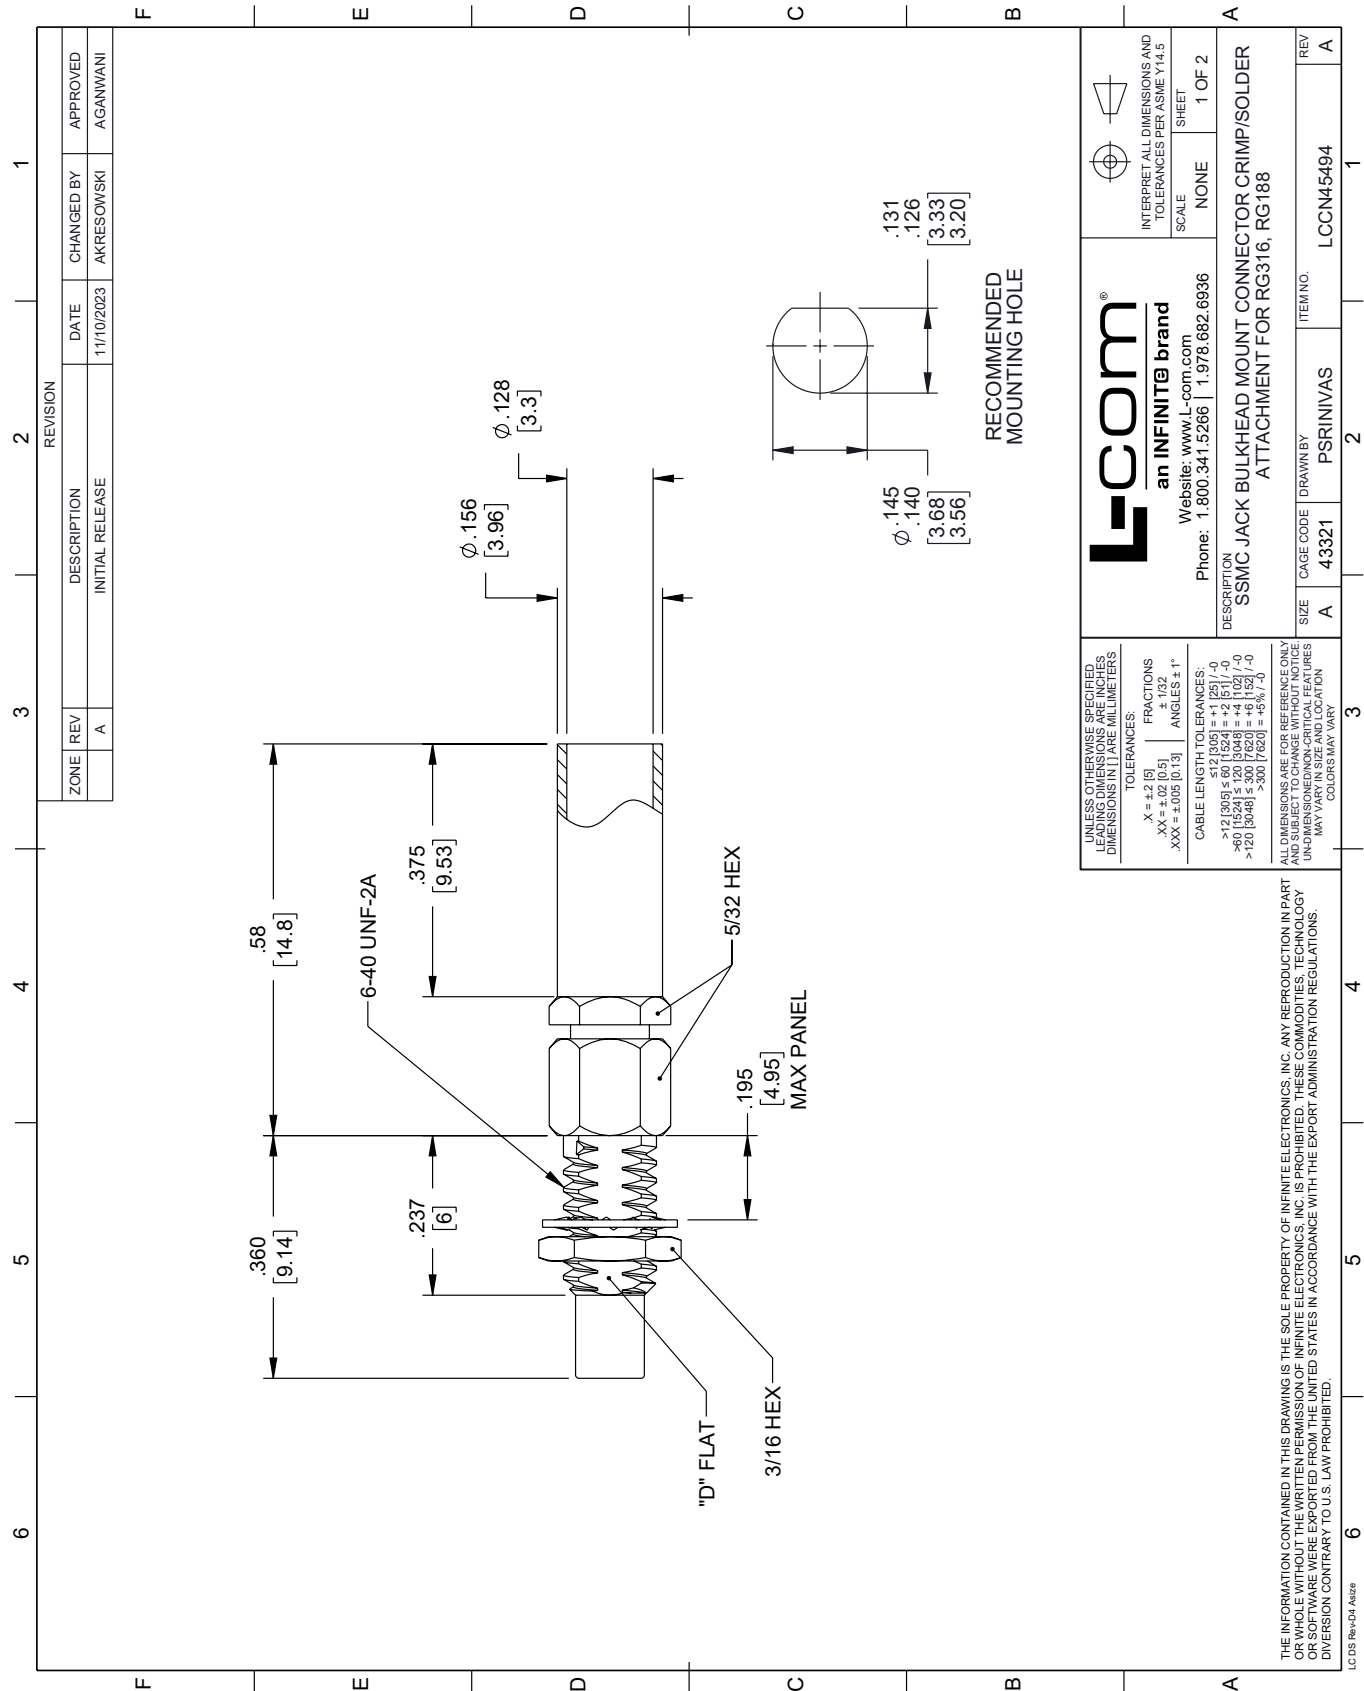 6
5
4
3
2
1
F
E
D
C
B
A
REVISION
ZONE
REV
DESCRIPTION
DATE
CHANGED BY
APPROVED
A
INITIAL RELEASE
11/10/2023
AKRESOWSKI
AGANWANI
.360
[9.14]
.58
[14.8]
6-40 UNF-2A
.237
[6]
.375
[9.53]
Ø.156
[3.96]
Ø.128
[3.3]
"D" FLAT
3/16 HEX
.195
[4.95]
MAX PANEL
5/32 HEX
Ø.145
.140
[3.68]
[3.56]
.131
.126
[3.33]
[3.20]
RECOMMENDED
MOUNTING HOLE
THE INFORMATION CONTAINED IN THIS DRAWING IS THE SOLE PROPERTY OF INFINITE ELECTRONICS, INC. ANY REPRODUCTION IN PART
OR WHOLE WITHOUT THE WRITTEN PERMISSION OF INFINITE ELECTRONICS, INC. IS PROHIBITED. THESE COMMODITIES, TECHNOLOGY
OR SOFTWARE WERE EXPORTED FROM THE UNITED STATES IN ACCORDANCE WITH THE EXPORT ADMINISTRATION REGULATIONS.
DIVERSION CONTRARY TO U.S. LAW PROHIBITED.
UNLESS OTHERWISE SPECIFIED
LEADING DIMENSIONS ARE INCHES
DIMENSIONS IN [ ] ARE MILLIMETERS
TOLERANCES:
.X = ±.2 [5]
.XX = ±.02 [0.5]
.XXX = ±.005 [0.13]
FRACTIONS
± 1/32
ANGLES ± 1°
CABLE LENGTH TOLERANCES:
≤12 [305] = +1 [25] / -0
>12 [305] ≤ 60 [1524] = +2 [51] / -0
>60 [1524] ≤ 120 [3048] = +4 [102] / -0
>120 [3048] ≤ 300 [7620] = +6 [152] / -0
>300 [7620] = +5% / -0
ALL DIMENSIONS ARE FOR REFERENCE ONLY
AND SUBJECT TO CHANGE WITHOUT NOTICE.
UN-DIMENSIONED/NON-CRITICAL FEATURES
MAY VARY IN SIZE AND LOCATION
COLORS MAY VARY
L-com®
an INFINITE brand
Website: www.L-com.com
Phone: 1.800.341.5266 | 1.978.682.6936
INTERPRET ALL DIMENSIONS AND
TOLERANCES PER ASME Y14.5
SCALE
NONE
SHEET
1 OF 2
DESCRIPTION
SSMC JACK BULKHEAD MOUNT CONNECTOR CRIMP/SOLDER
ATTACHMENT FOR RG316, RG188
SIZE
A
CAGE CODE
43321
DRAWN BY
PSRINIVAS
ITEM NO.
LCCN45494
REV
A
F
E
D
C
B
A
6
5
4
3
2
1
LC DS Rev-D4 Asize